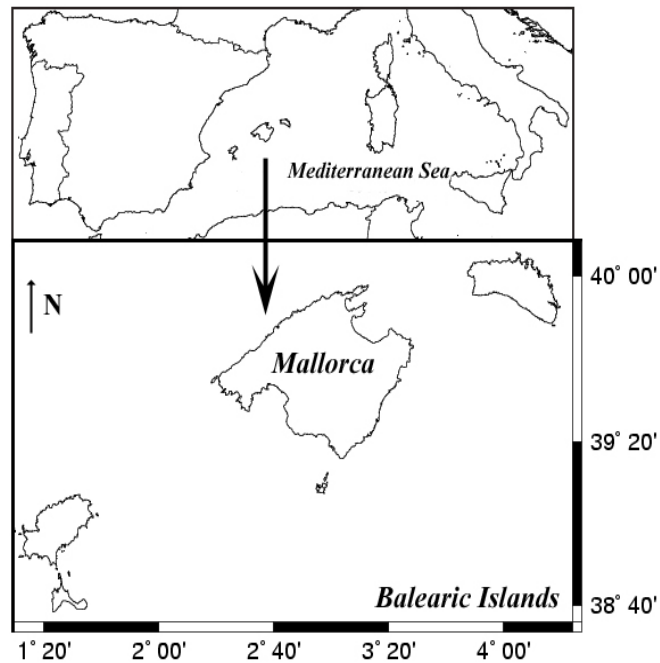 Mediterranean Sea
N
Mallorca
Balearic Islands
40° 00'
39° 20'
38° 40'
1° 20' 2° 00' 2° 40' 3° 20' 4° 00'